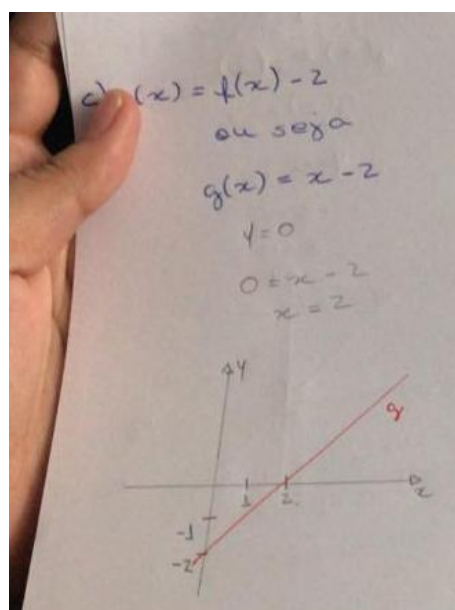 c) (x) = f(x) - 2
ou seja
g(x) = x - 2
y = 0
0 = x - 2
x = 2
y
g
1 2
x
-1
-2